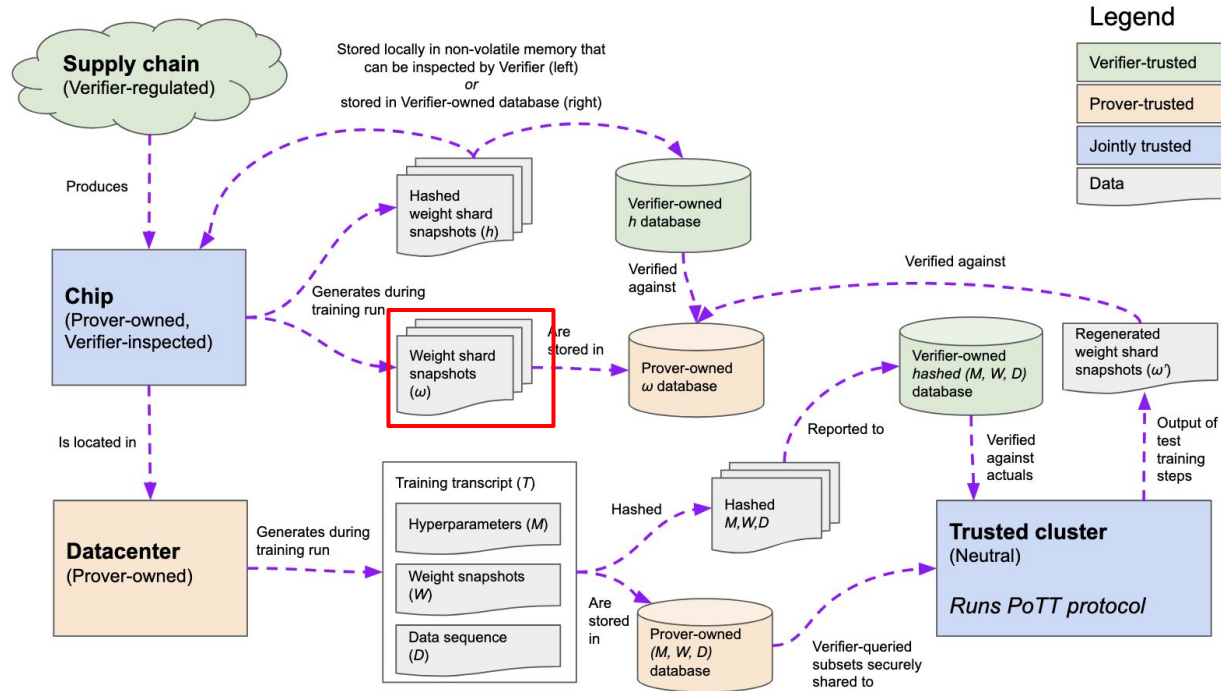 Legend
Verifier-trusted
Prover-trusted
Jointly trusted
Data
Supply chain
(Verifier-regulated)
Stored locally in non-volatile memory that
can be inspected by Verifier (left)
or
stored in Verifier-owned database (right)
Produces
Hashed
weight shard
snapshots (h)
Verifier-owned
h database
Verified
against
Verified against
Chip
(Prover-owned,
Verifier-inspected)
Generates during
training run
Weight shard
snapshots (ω)
Are
stored in
Prover-owned
ω database
Verifier-owned
hashed (M, W, D)
database
Regenerated
weight shard
snapshots (ω’)
Is located in
Reported to
Verified
against
actuals
Output of
test
training
steps
Datacenter
(Prover-owned)
Generates during
training run
Training transcript (T)
Hyperparameters (M)
Weight snapshots
(W)
Data sequence
(D)
Hashed
Hashed
M,W,D
Are
stored
in
Prover-owned
(M, W, D)
database
Verifier-queried
subsets securely
shared to
Trusted cluster
(Neutral)
Runs PoTT protocol